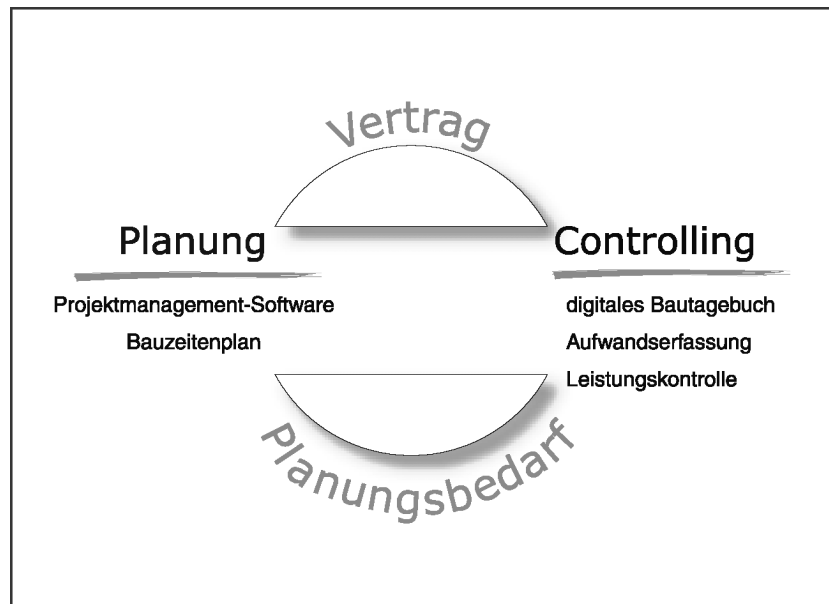 Vertrag
Planung
Projektmanagement-Software
Bauzeitenplan
Controlling
digitales Bautagebuch
Aufwandserfassung
Leistungskontrolle
Planungsbedarf